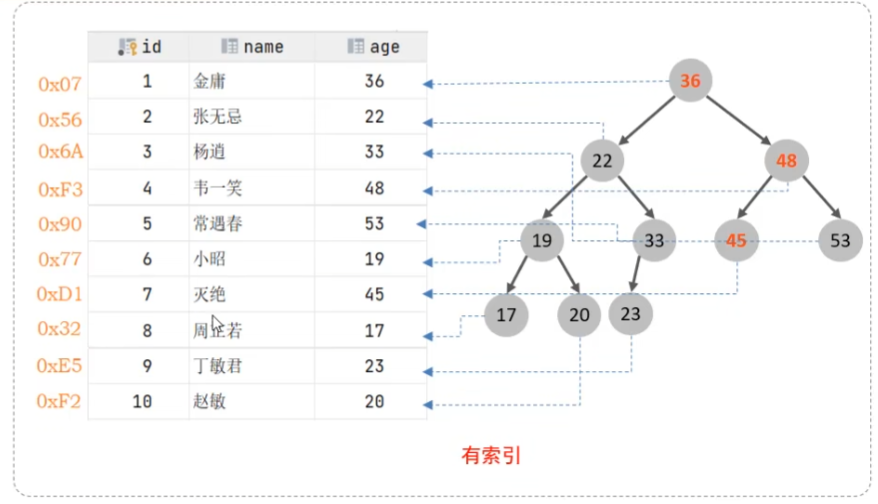 id name age
0x07 1 金庸 36
0x56 2 张无忌 22
0x6A 3 杨逍 33
0xF3 4 韦一笑 48
0x90 5 常遇春 53
0x77 6 小昭 19
0xD1 7 灭绝 45
0x32 8 周芷若 17
0xE5 9 丁敏君 23
0xF2 10 赵敏 20
36
22 48
19 33 45 53
17 20 23
有索引